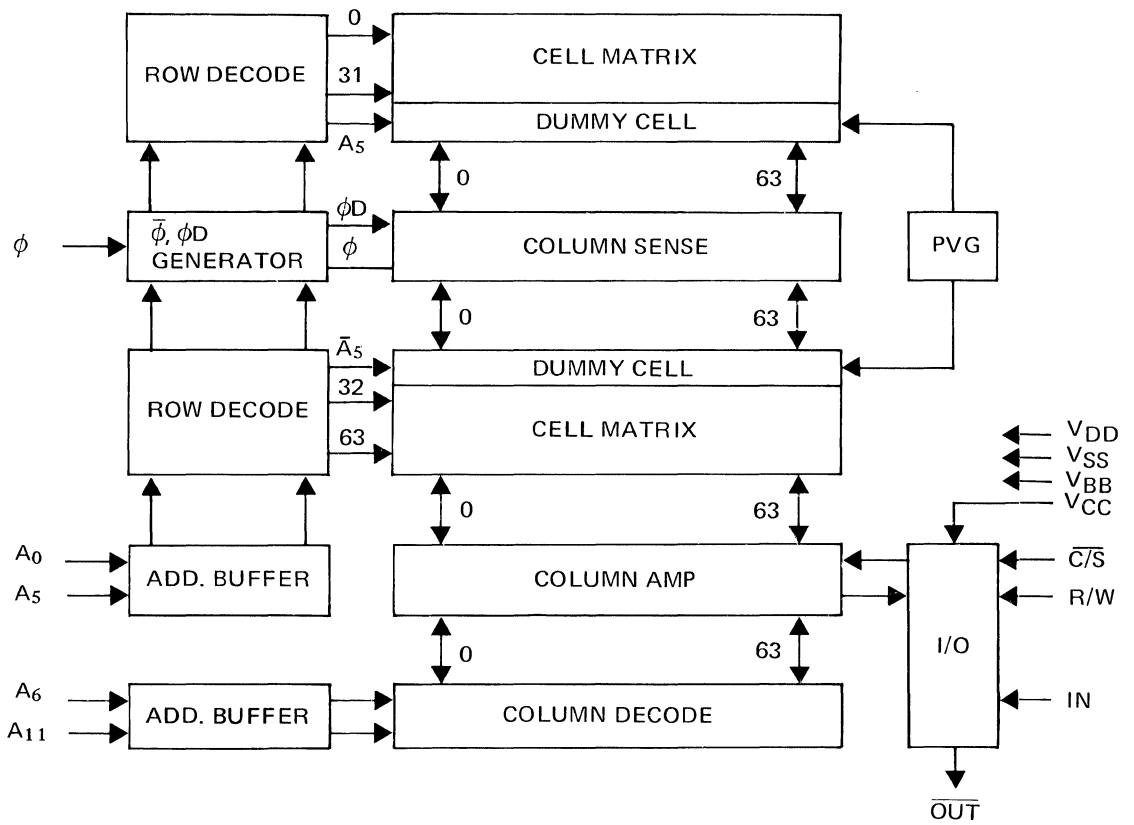 0
ROW DECODE
31
A5
CELL MATRIX
DUMMY CELL
0
63
ϕ
ϕ̅, ϕD
GENERATOR
ϕD
ϕ
COLUMN SENSE
PVG
0
63
A̅5
32
63
ROW DECODE
DUMMY CELL
CELL MATRIX
VDD
VSS
VBB
VCC
0
63
A0
A5
ADD. BUFFER
COLUMN AMP
C̅/̅S̅
R/W
I/O
IN
0
63
A6
A11
ADD. BUFFER
COLUMN DECODE
O̅U̅T̅